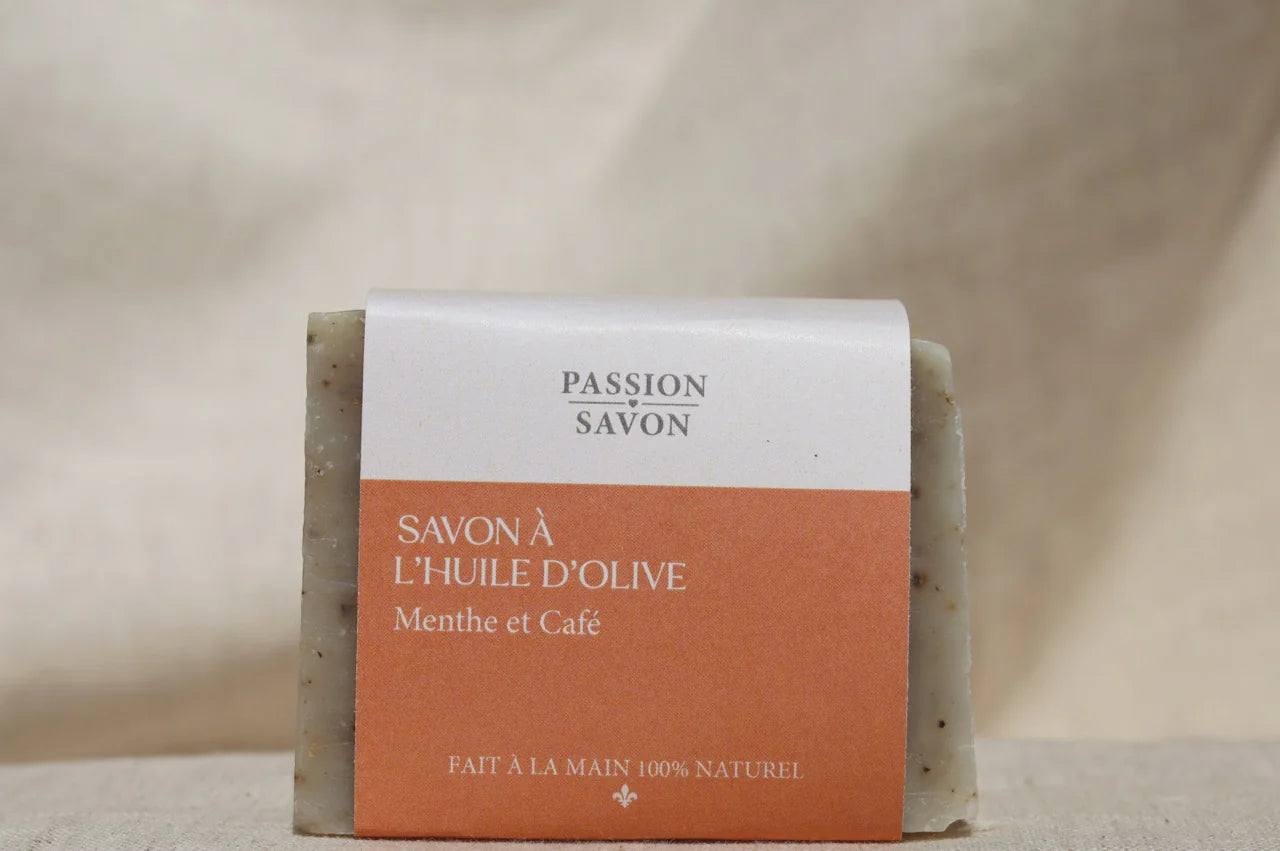 PASSION
SAVON
SAVON À
L'HUILE D'OLIVE
Menthe et Café
FAIT À LA MAIN 100% NATUREL